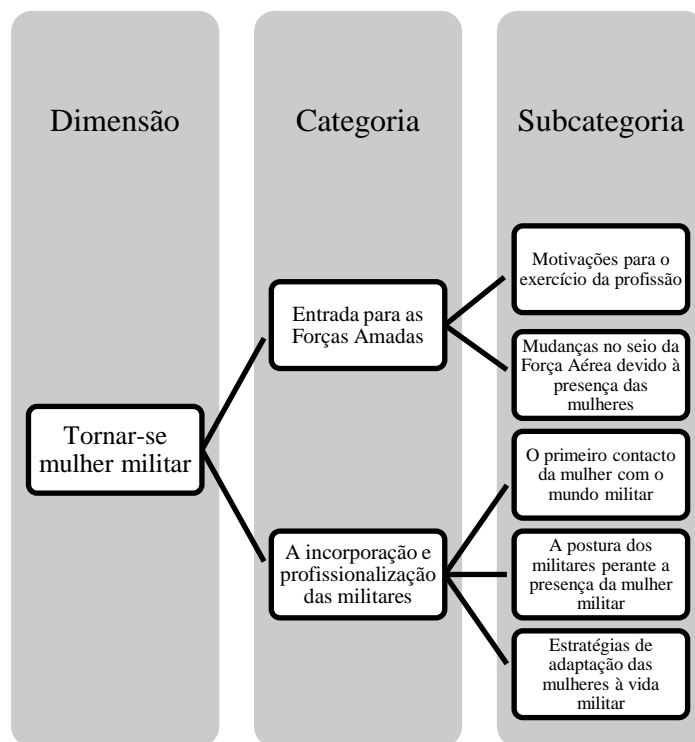 Dimensão
Categoria
Subcategoria
Tornar-se
mulher militar
Entrada para as
Forças Amadas
Motivações para o
exercício da profissão
Mudanças no seio da
Força Aérea devido à
presença das
mulheres
A incorporação e
profissionalização
das militares
O primeiro contacto
da mulher com o
mundo militar
A postura dos
militares perante a
presença da mulher
militar
Estratégias de
adaptação das
mulheres à vida
militar